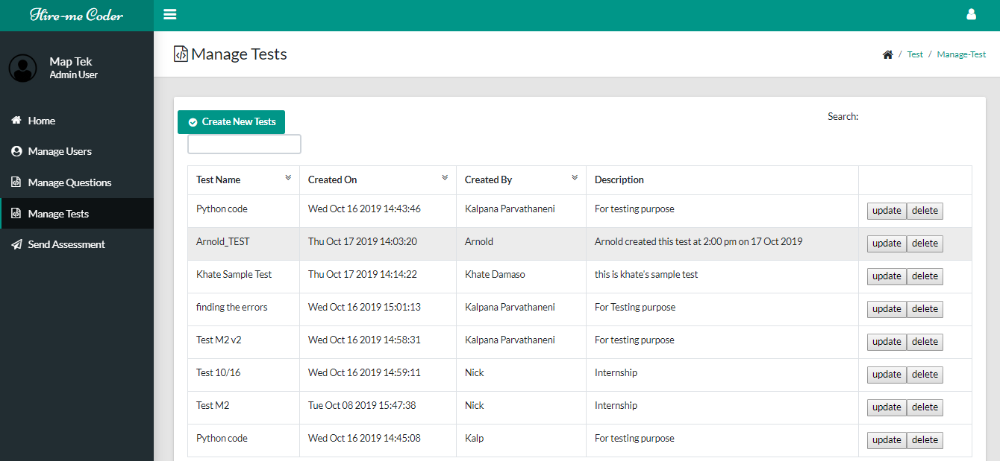 Hire-me Coder
Manage Tests
/ Test / Manage-Test
Map Tek
Admin User
Home
Manage Users
Manage Questions
Manage Tests
Send Assessment
Create New Tests
Search:
Test Name Created On Created By Description
Python code Wed Oct 16 2019 14:43:46 Kalpana Parvathaneni For testing purpose update delete
Arnold_TEST Thu Oct 17 2019 14:03:20 Arnold Arnold created this test at 2:00 pm on 17 Oct 2019 update delete
Khate Sample Test Thu Oct 17 2019 14:14:22 Khate Damaso this is khate's sample test update delete
finding the errors Wed Oct 16 2019 15:01:13 Kalpana Parvathaneni For Testing purpose update delete
Test M2 v2 Wed Oct 16 2019 14:58:31 Kalpana Parvathaneni For testing purpose update delete
Test 10/16 Wed Oct 16 2019 14:59:11 Nick Internship update delete
Test M2 Tue Oct 08 2019 15:47:38 Nick Internship update delete
Python code Wed Oct 16 2019 14:45:08 Kalp For testing purpose update delete